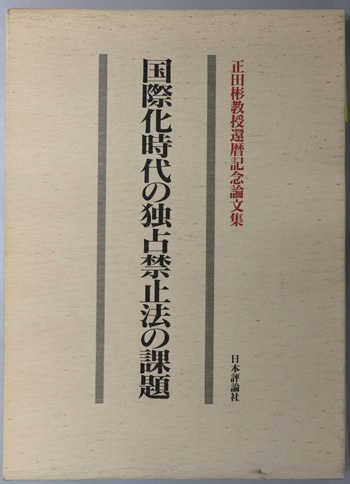 正田彬教授還暦記念論文集
国際化時代の独占禁止法の課題
日本評論社